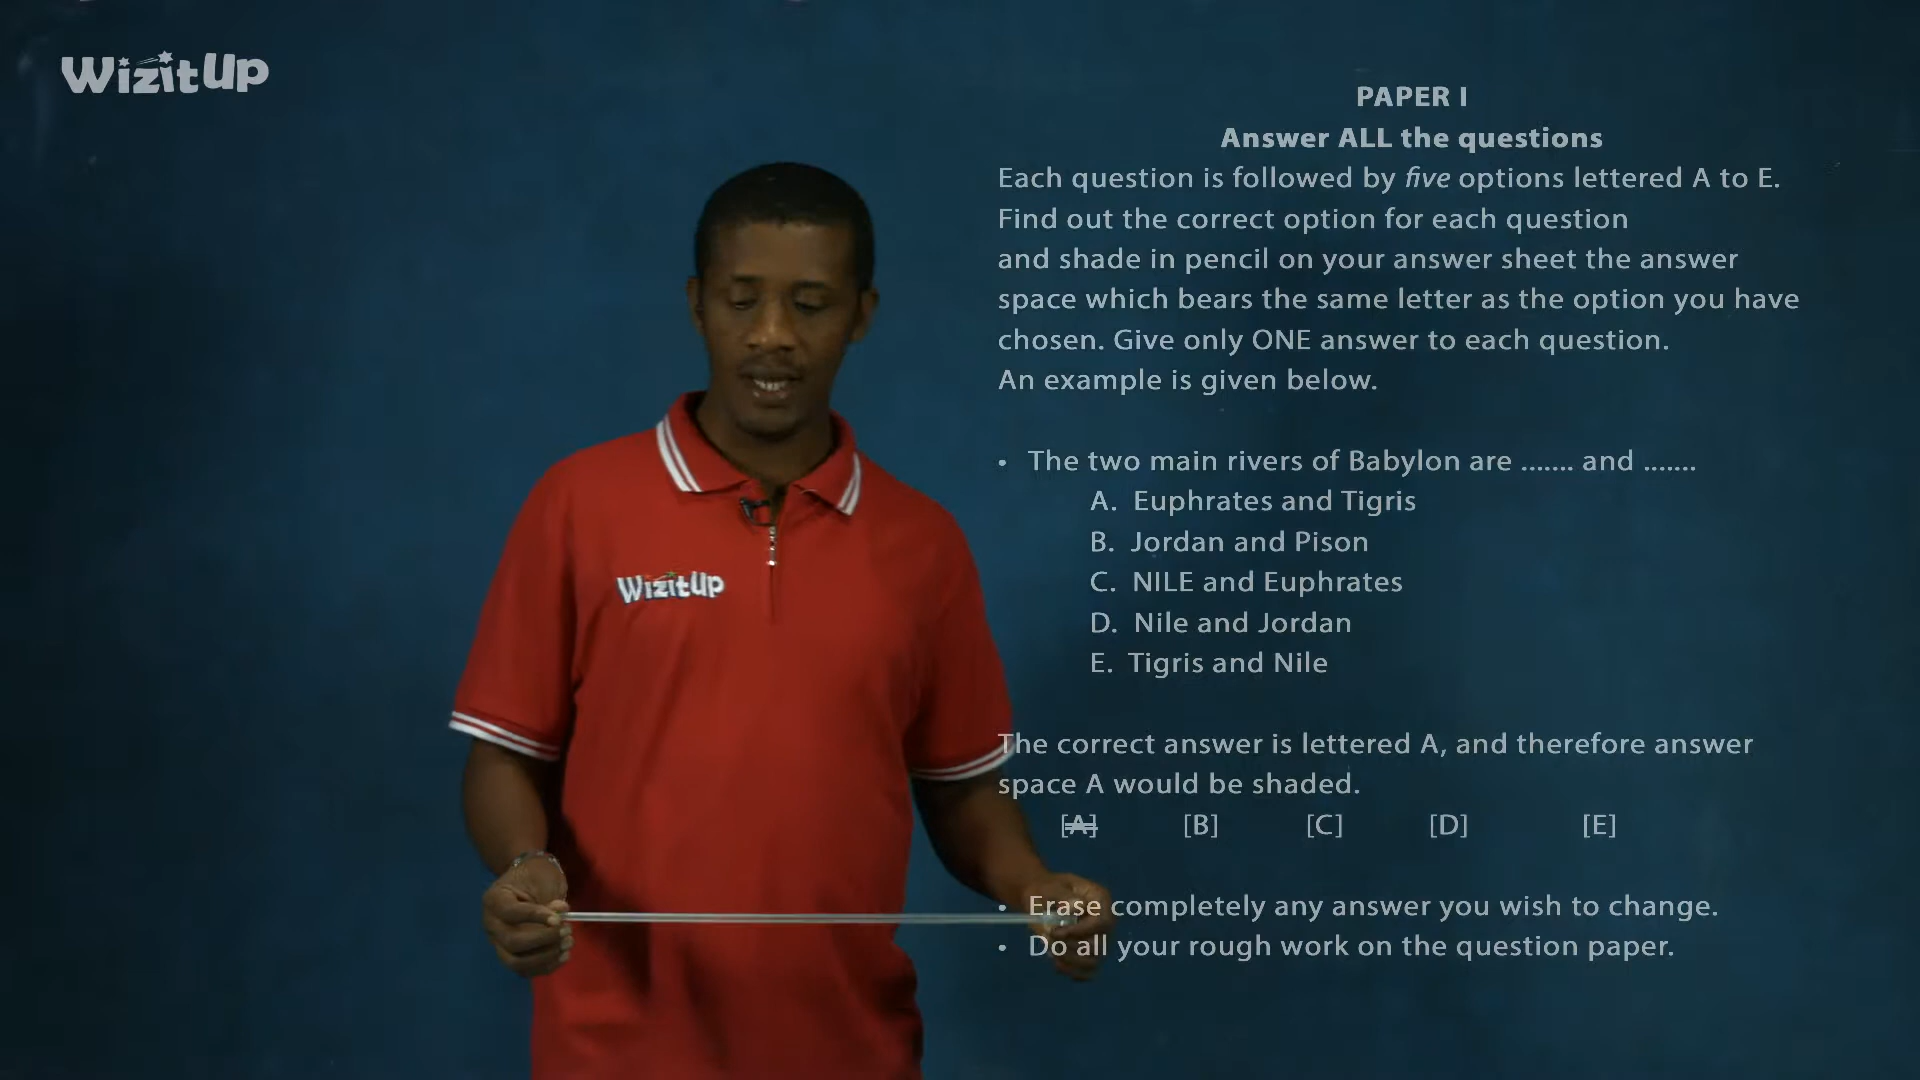 WizitUp
PAPER I
Answer ALL the questions
Each question is followed by five options lettered A to E.
Find out the correct option for each question
and shade in pencil on your answer sheet the answer
space which bears the same letter as the option you have
chosen. Give only ONE answer to each question.
An example is given below.
• The two main rivers of Babylon are ....... and .......
A. Euphrates and Tigris
B. Jordan and Pison
C. NILE and Euphrates
D. Nile and Jordan
E. Tigris and Nile
WizitUp
The correct answer is lettered A, and therefore answer
space A would be shaded.
[A] [B] [C] [D] [E]
• Erase completely any answer you wish to change.
• Do all your rough work on the question paper.